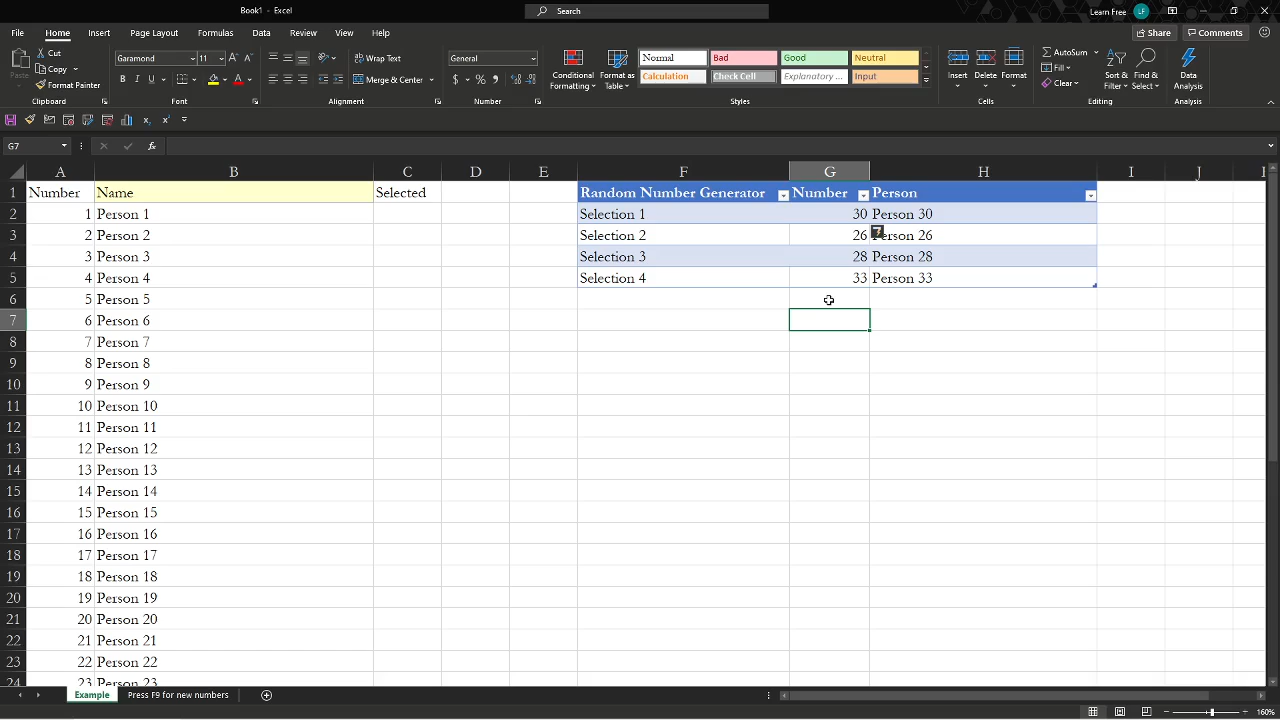 Book1 - Excel
Search
Learn Free LF
File Home Insert Page Layout Formulas Data Review View Help
Share Comments
Paste Cut Copy Format Painter Clipboard
Garamond 11 Font
Wrap Text Merge & Center Alignment
General Number
Conditional Formatting Format as Table
Normal Bad Good Neutral
Calculation Check Cell Explanatory ... Input
Styles
Insert Delete Format Cells
AutoSum Fill Clear Sort & Filter Find & Select Editing
Data Analysis Analysis
G7 fx
A B C D E F G H I J
1 Number Name Selected Random Number Generator Number Person
2 1 Person 1 Selection 1 30 Person 30
3 2 Person 2 Selection 2 26 Person 26
4 3 Person 3 Selection 3 28 Person 28
5 4 Person 4 Selection 4 33 Person 33
6 5 Person 5
7 6 Person 6
8 7 Person 7
9 8 Person 8
10 9 Person 9
11 10 Person 10
12 11 Person 11
13 12 Person 12
14 13 Person 13
15 14 Person 14
16 15 Person 15
17 16 Person 16
18 17 Person 17
19 18 Person 18
20 19 Person 19
21 20 Person 20
22 21 Person 21
23 22 Person 22
23 Person 23
Example Press F9 for new numbers
160%